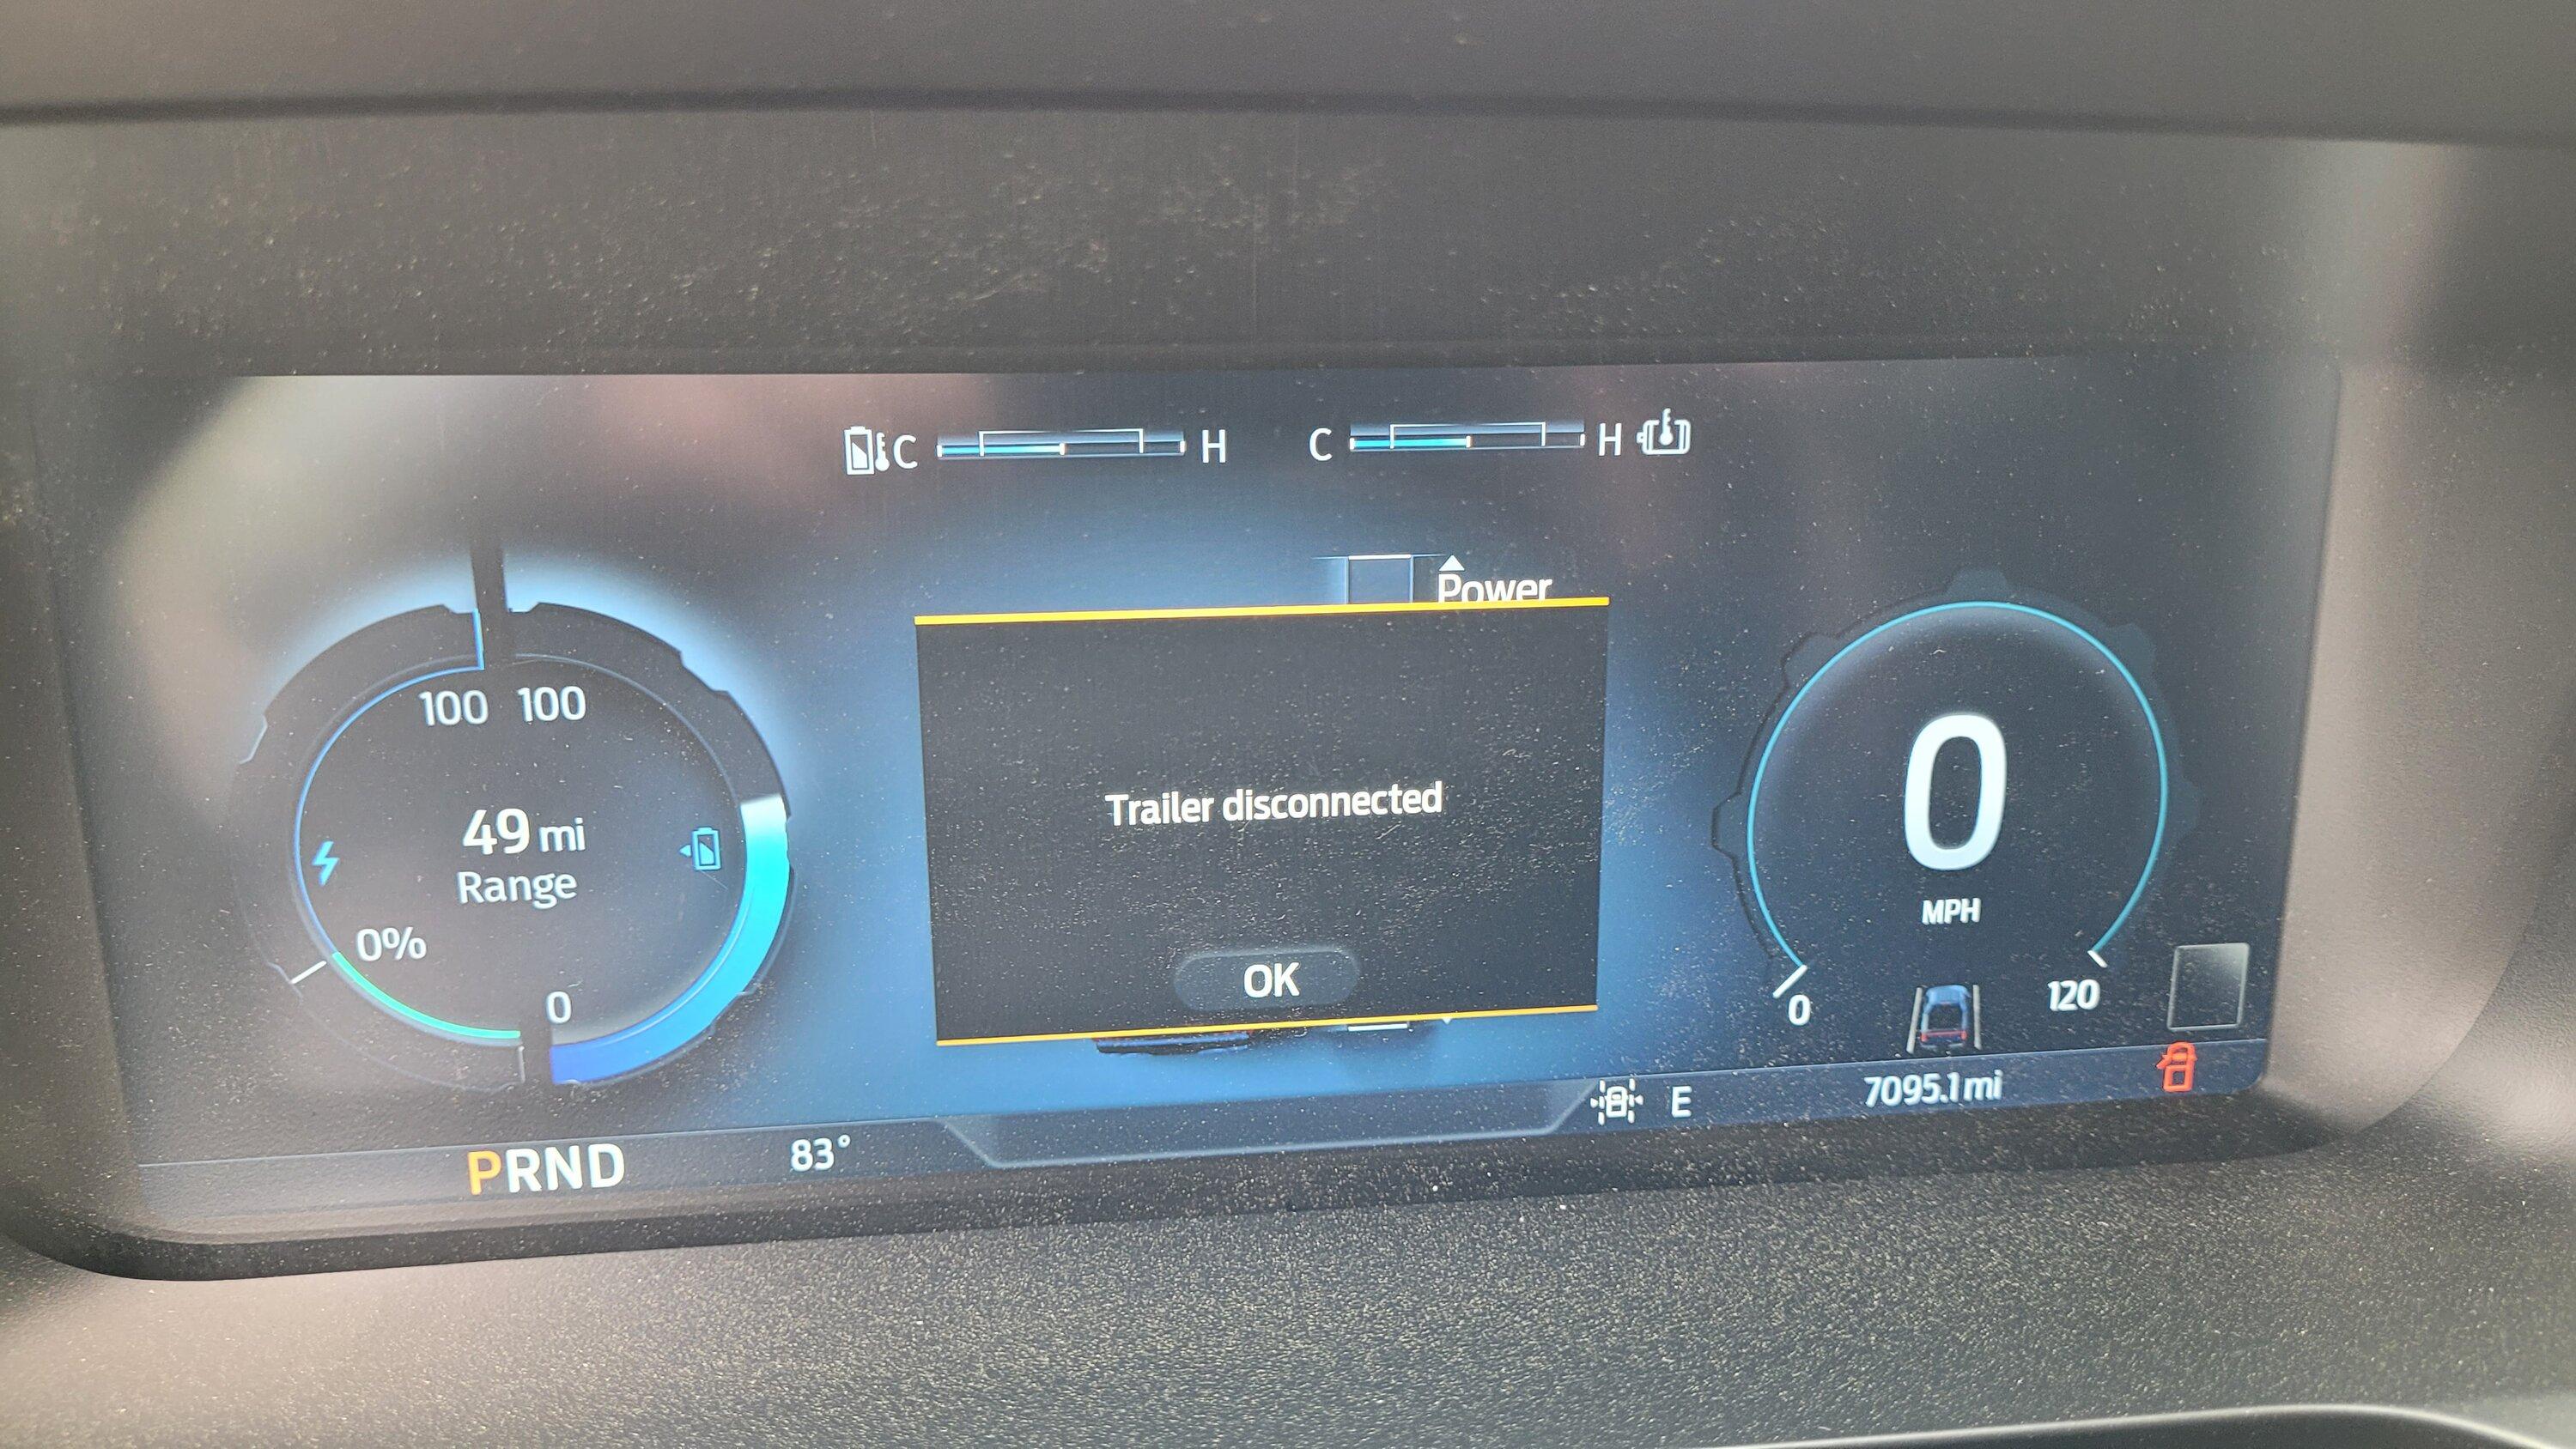 C H C H
Power
100 100
49 mi
Range
0%
0
Trailer disconnected
OK
0
MPH
0 120
PRND 83° E 7095.1 mi